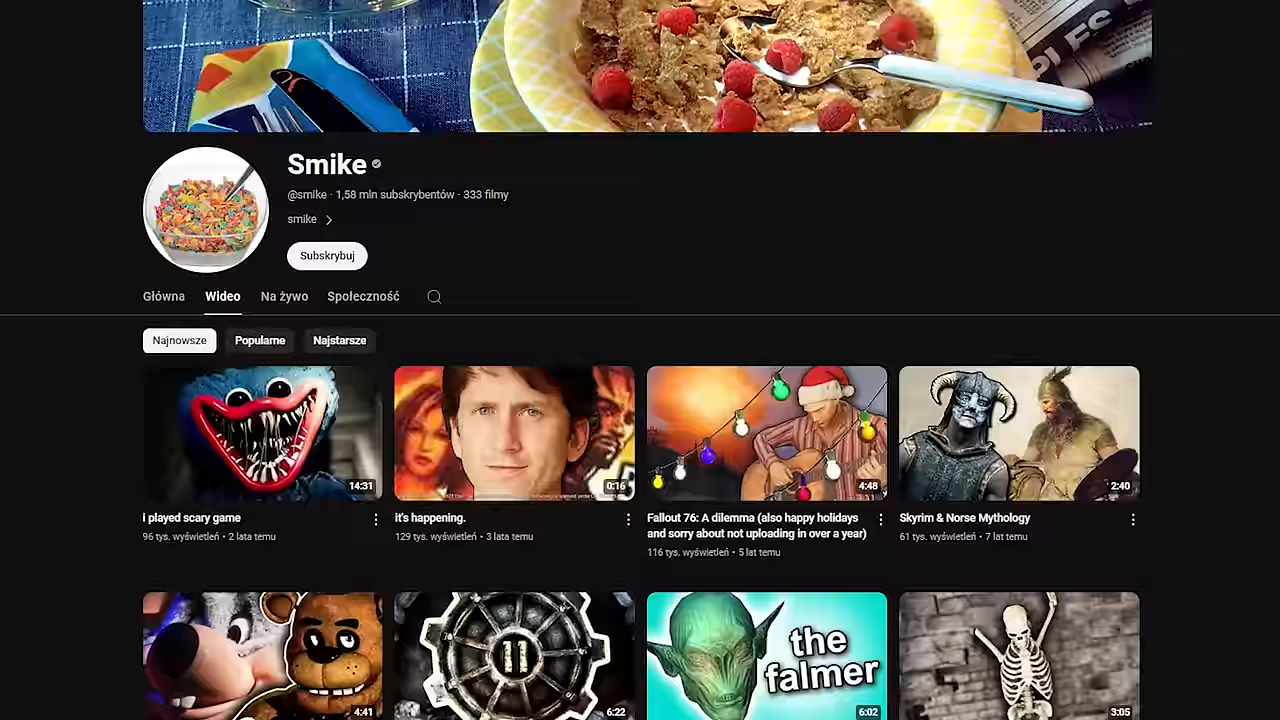 PLES
Smike
@smike · 1,58 mln subskrybentów · 333 filmy
smike
Subskrybuj
Główna Wideo Na żywo Społeczność
Najnowsze Popularne Najstarsze
14:31
0:16
4:48
2:40
i played scary game
96 tys. wyświetleń • 2 lata temu
it's happening.
129 tys. wyświetleń • 3 lata temu
Fallout 76: A dilemma (also happy holidays
and sorry about not uploading in over a year)
116 tys. wyświetleń • 5 lat temu
Skyrim & Norse Mythology
61 tys. wyświetleń • 7 lat temu
4:41
11
6:22
the
falmer
6:02
3:05